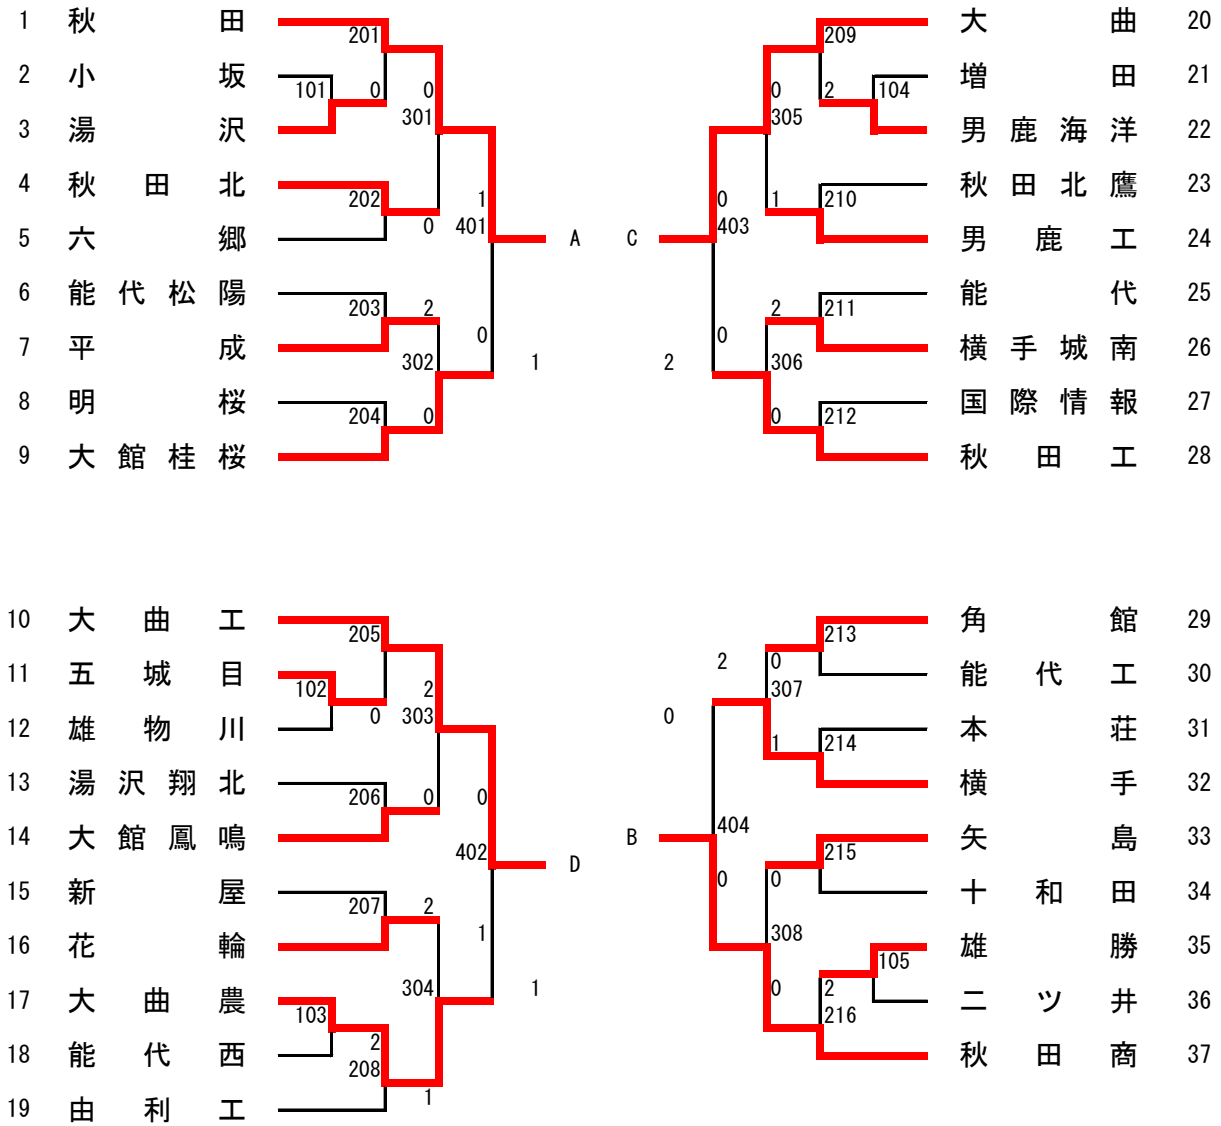 1 秋田 201 209 大曲 20
2 小坂 101 0 0 0 2 104 増田 21
3 湯沢 301 305 男鹿海洋 22
4 秋田北 202 1 0 1 210 秋田北鷹 23
5 六郷 0 401 A C 403 男鹿工 24
6 能代松陽 203 2 2 211 能代 25
7 平成 302 0 1 2 0 306 横手城南 26
8 明桜 204 0 0 212 国際情報 27
9 大館桂桜 秋田工 28
10 大曲工 205 213 角館 29
11 五城目 102 2 2 0 能代工 30
12 雄物川 0 303 0 307 1 214 本荘 31
13 湯沢翔北 206 0 0 横手 32
14 大館鳳鳴 402 D B 404 215 矢島 33
15 新屋 207 2 0 0 十和田 34
16 花輪 1 308 105 雄勝 35
17 大曲農 103 304 1 0 2 216 二ツ井 36
18 能代西 2 208 秋田商 37
19 由利工 1